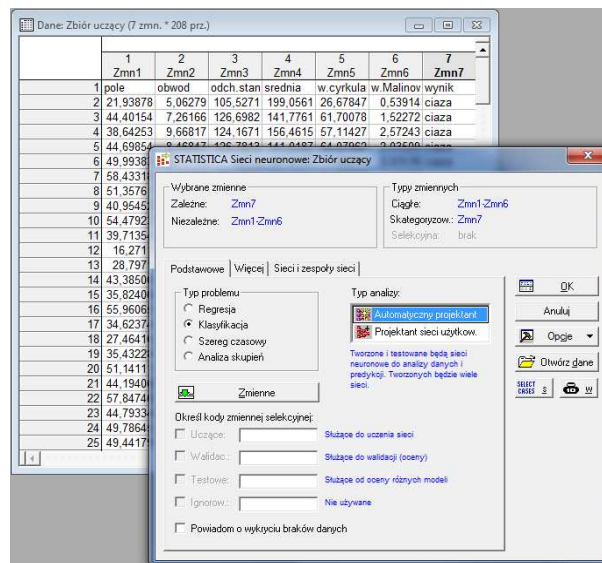 Dane: Zbiór uczący (7 zmn. * 208 prz.)
1 2 3 4 5 6 7
Zmn1 Zmn2 Zmn3 Zmn4 Zmn5 Zmn6 Zmn7
1 pole obwod odch.stan srednia w.cyrkula w.Malinov wynik
2 21,93878 5,06279 105,5271 199,0561 26,67847 0,53914 ciaza
3 44,40154 7,26166 126,6982 141,7761 61,70078 1,52272 ciaza
4 38,64253 9,66817 124,1671 156,4615 57,11427 2,57243 ciaza
5 44,69854
6 49,9938
7 58,4331
8 51,3576
9 40,9545
10 54,4792
11 39,7135
12 16,271
13 28,797
14 43,3850
15 35,8240
16 55,9606
17 34,6237
18 27,4641
19 35,4322
20 51,1411
21 44,1940
22 57,8474
23 44,7933
24 49,7864
25 49,4417
STATISTICA Sieci neuronowe: Zbiór uczący
Wybrane zmienne
Zależne: Zmn7
Niezależne: Zmn1-Zmn6
Typy zmiennych
Ciągłe: Zmn1-Zmn6
Skategoryzow.: Zmn7
Selekcyjna: brak
Podstawowe Więcej Sieci i zespoły sieci
Typ problemu
Regresja
Klasyfikacja
Szereg czasowy
Analiza skupień
Typ analizy:
Automatyczny projektant
Projektant sieci użytkow.
Tworzone i testowane będą sieci
neuronowe do analizy danych i
predykcji. Tworzonych będzie wiele
sieci.
Zmienne
Określ kody zmiennej selekcyjnej:
Uczące: Służące do uczenia sieci
Walidac.: Służące do walidacji (oceny)
Testowe: Służące od oceny różnych modeli
Ignorow.: Nie używane
Powiadom o wykryciu braków danych
OK
Anuluj
Opcje
Otwórz dane
SELECT CASES S W